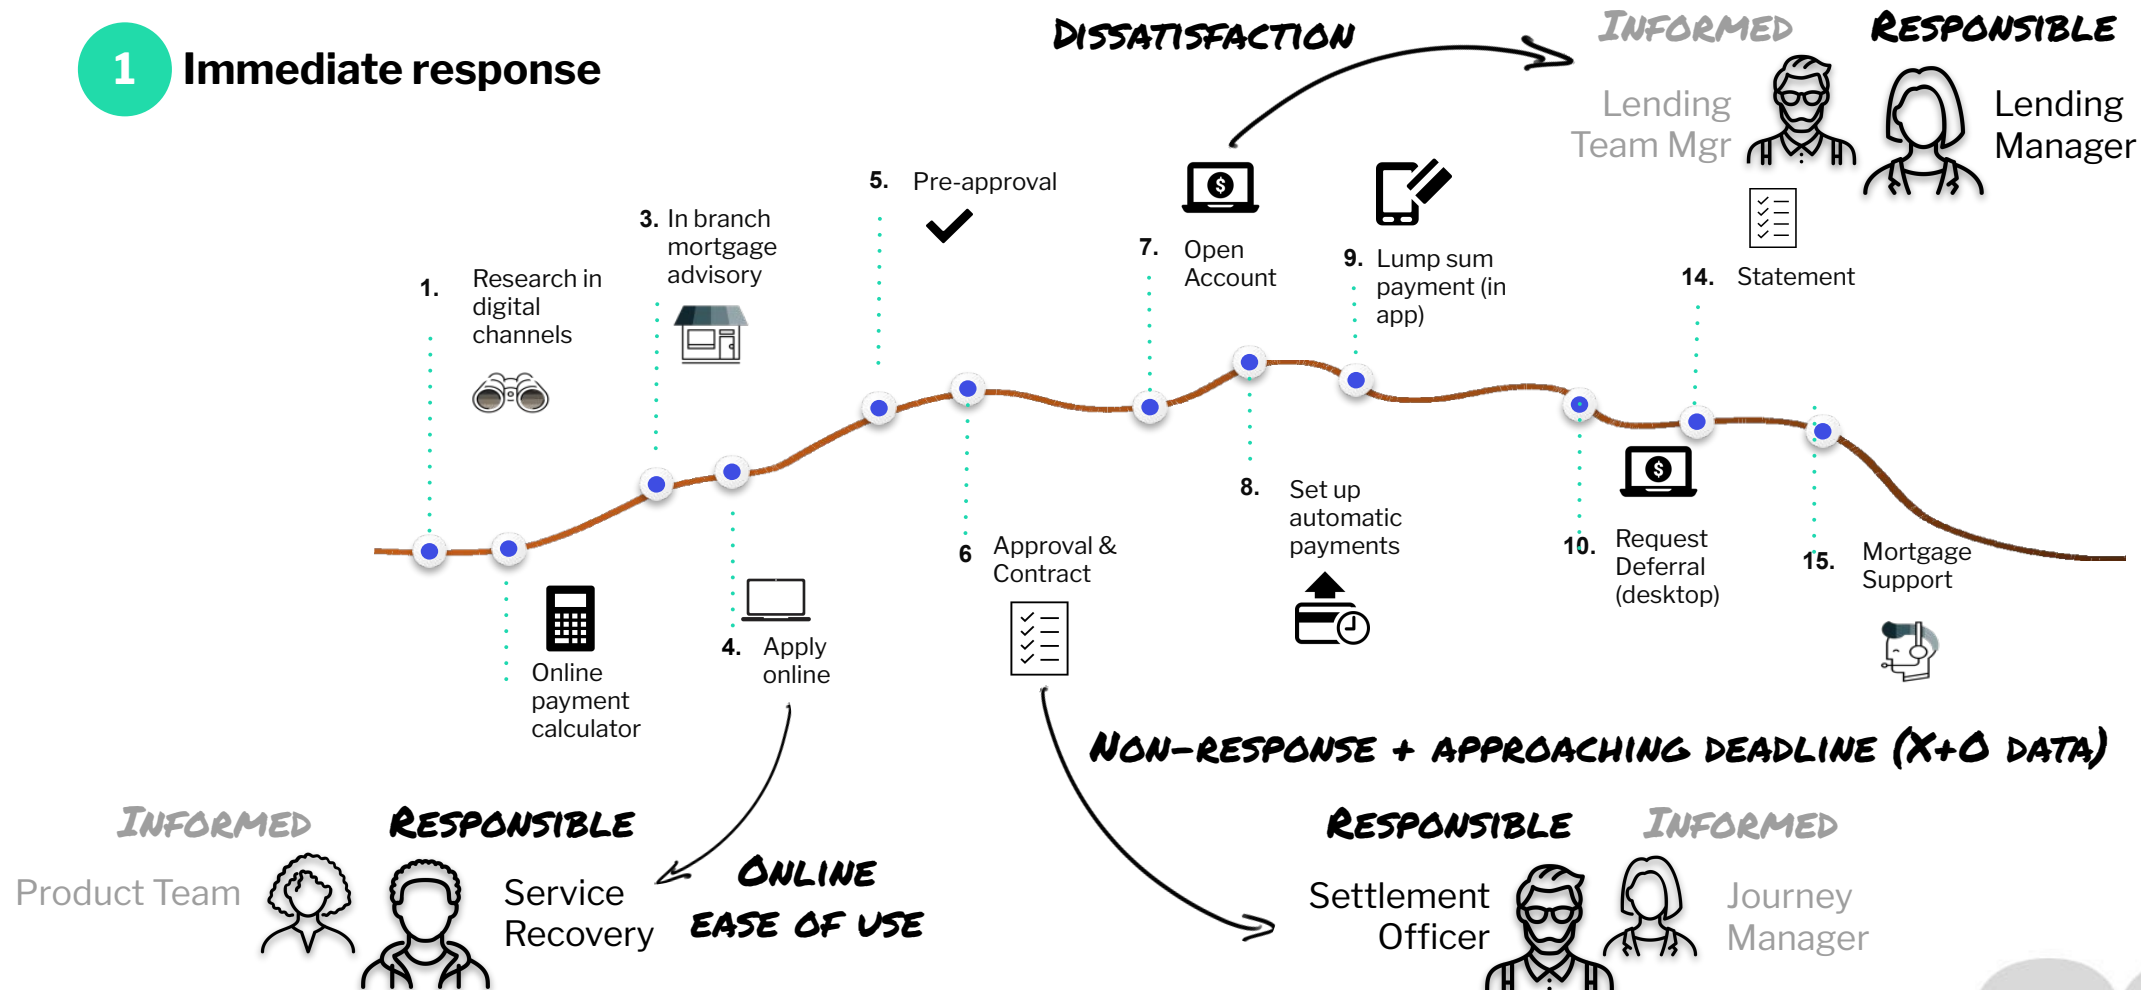 1
Immediate response
DISSATISFACTION
INFORMED
RESPONSIBLE
Lending
Team Mgr
Lending
Manager
1.
Research in
digital
channels
Online
payment
calculator
3. In branch
mortgage
advisory
4. Apply
online
5. Pre-approval
6 Approval &
Contract
7. Open
Account
8. Set up
automatic
payments
9. Lump sum
payment (in
app)
10. Request
Deferral
(desktop)
14. Statement
15. Mortgage
Support
NON-RESPONSE + APPROACHING DEADLINE (X+O DATA)
INFORMED
RESPONSIBLE
Product Team
Service
Recovery
ONLINE
EASE OF USE
RESPONSIBLE
INFORMED
Settlement
Officer
Journey
Manager